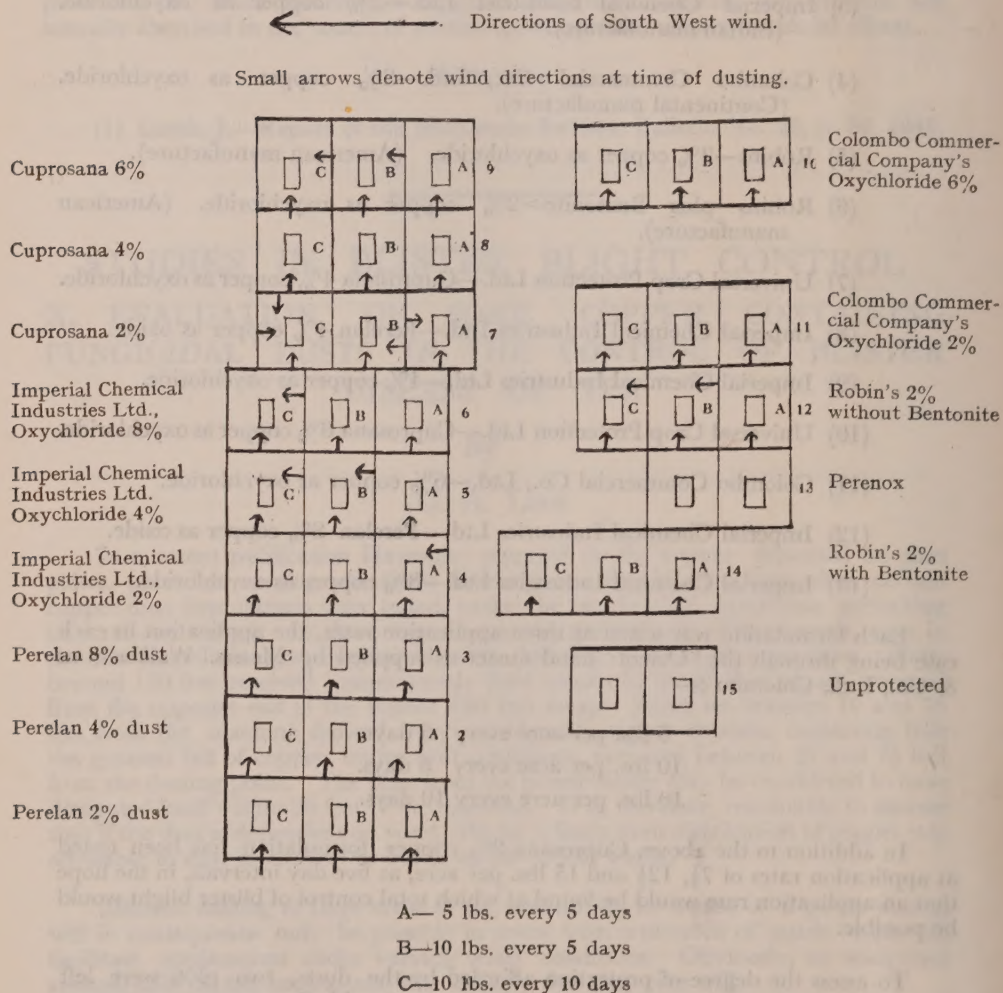 Directions of South West wind.
Small arrows denote wind directions at time of dusting.
Cuprosana 6%
C B A 9
Cuprosana 4%
C B A 8
Cuprosana 2%
C B A 7
Imperial Chemical
Industries Ltd.,
Oxychloride 8%
C B A 6
Imperial Chemical
Industries Ltd.
Oxychloride 4%
C B A 5
Imperial Chemical
Industries Ltd.,
Oxychloride 2%
C B A 4
Perelan 8% dust
C B A 3
Perelan 4% dust
C B A 2
Perelan 2% dust
C B A
C B A 10
Colombo Commer-
cial Company's
Oxychloride 6%
C B A 11
Colombo Commer-
cial Company's
Oxychloride 2%
C B A 12
Robin's 2%
without Bentonite
13 Perenox
C B A 14
Robin's 2%
with Bentonite
15 Unprotected
A— 5 lbs. every 5 days
B—10 lbs. every 5 days
C—10 lbs. every 10 days